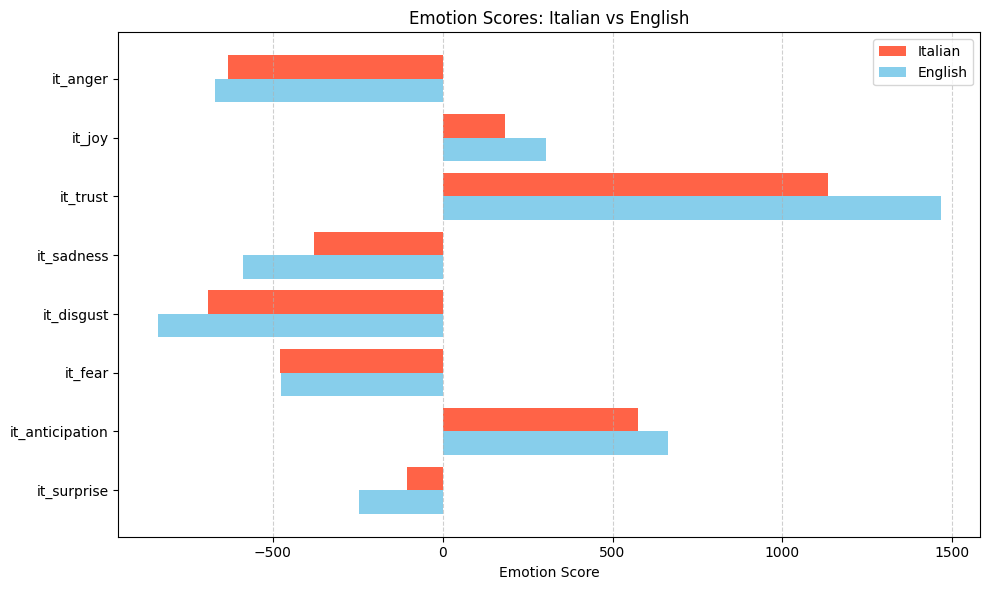 Emotion Scores: Italian vs English
Italian
English
it_anger
it_joy
it_trust
it_sadness
it_disgust
it_fear
it_anticipation
it_surprise
−500 0 500 1000 1500
Emotion Score